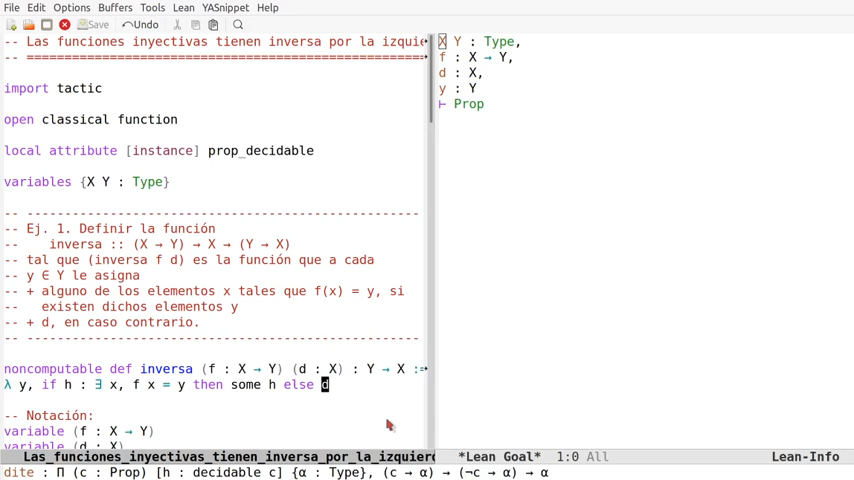 File Edit Options Buffers Tools Lean YASnippet Help
Save Undo
-- Las funciones inyectivas tienen inversa por la izquie
-- =====================================================
import tactic
open classical function
local attribute [instance] prop_decidable
variables {X Y : Type}
-- ----------------------------------------------------
-- Ej. 1. Definir la función
--    inversa :: (X → Y) → X → (Y → X)
-- tal que (inversa f d) es la función que a cada
-- y ∈ Y le asigna
-- + alguno de los elementos x tales que f(x) = y, si
--   existen dichos elementos y
-- + d, en caso contrario.
-- ----------------------------------------------------
noncomputable def inversa (f : X → Y) (d : X) : Y → X :=
λ y, if h : ∃ x, f x = y then some h else d
-- Notación:
variable (f : X → Y)
variable (d : X)
Las_funciones_inyectivas_tienen_inversa_por_la_izquierd
X Y : Type,
f : X → Y,
d : X,
y : Y
⊢ Prop
*Lean Goal* 1:0 All Lean-Info
dite : Π (c : Prop) [h : decidable c] {α : Type}, (c → α) → (¬c → α) → α